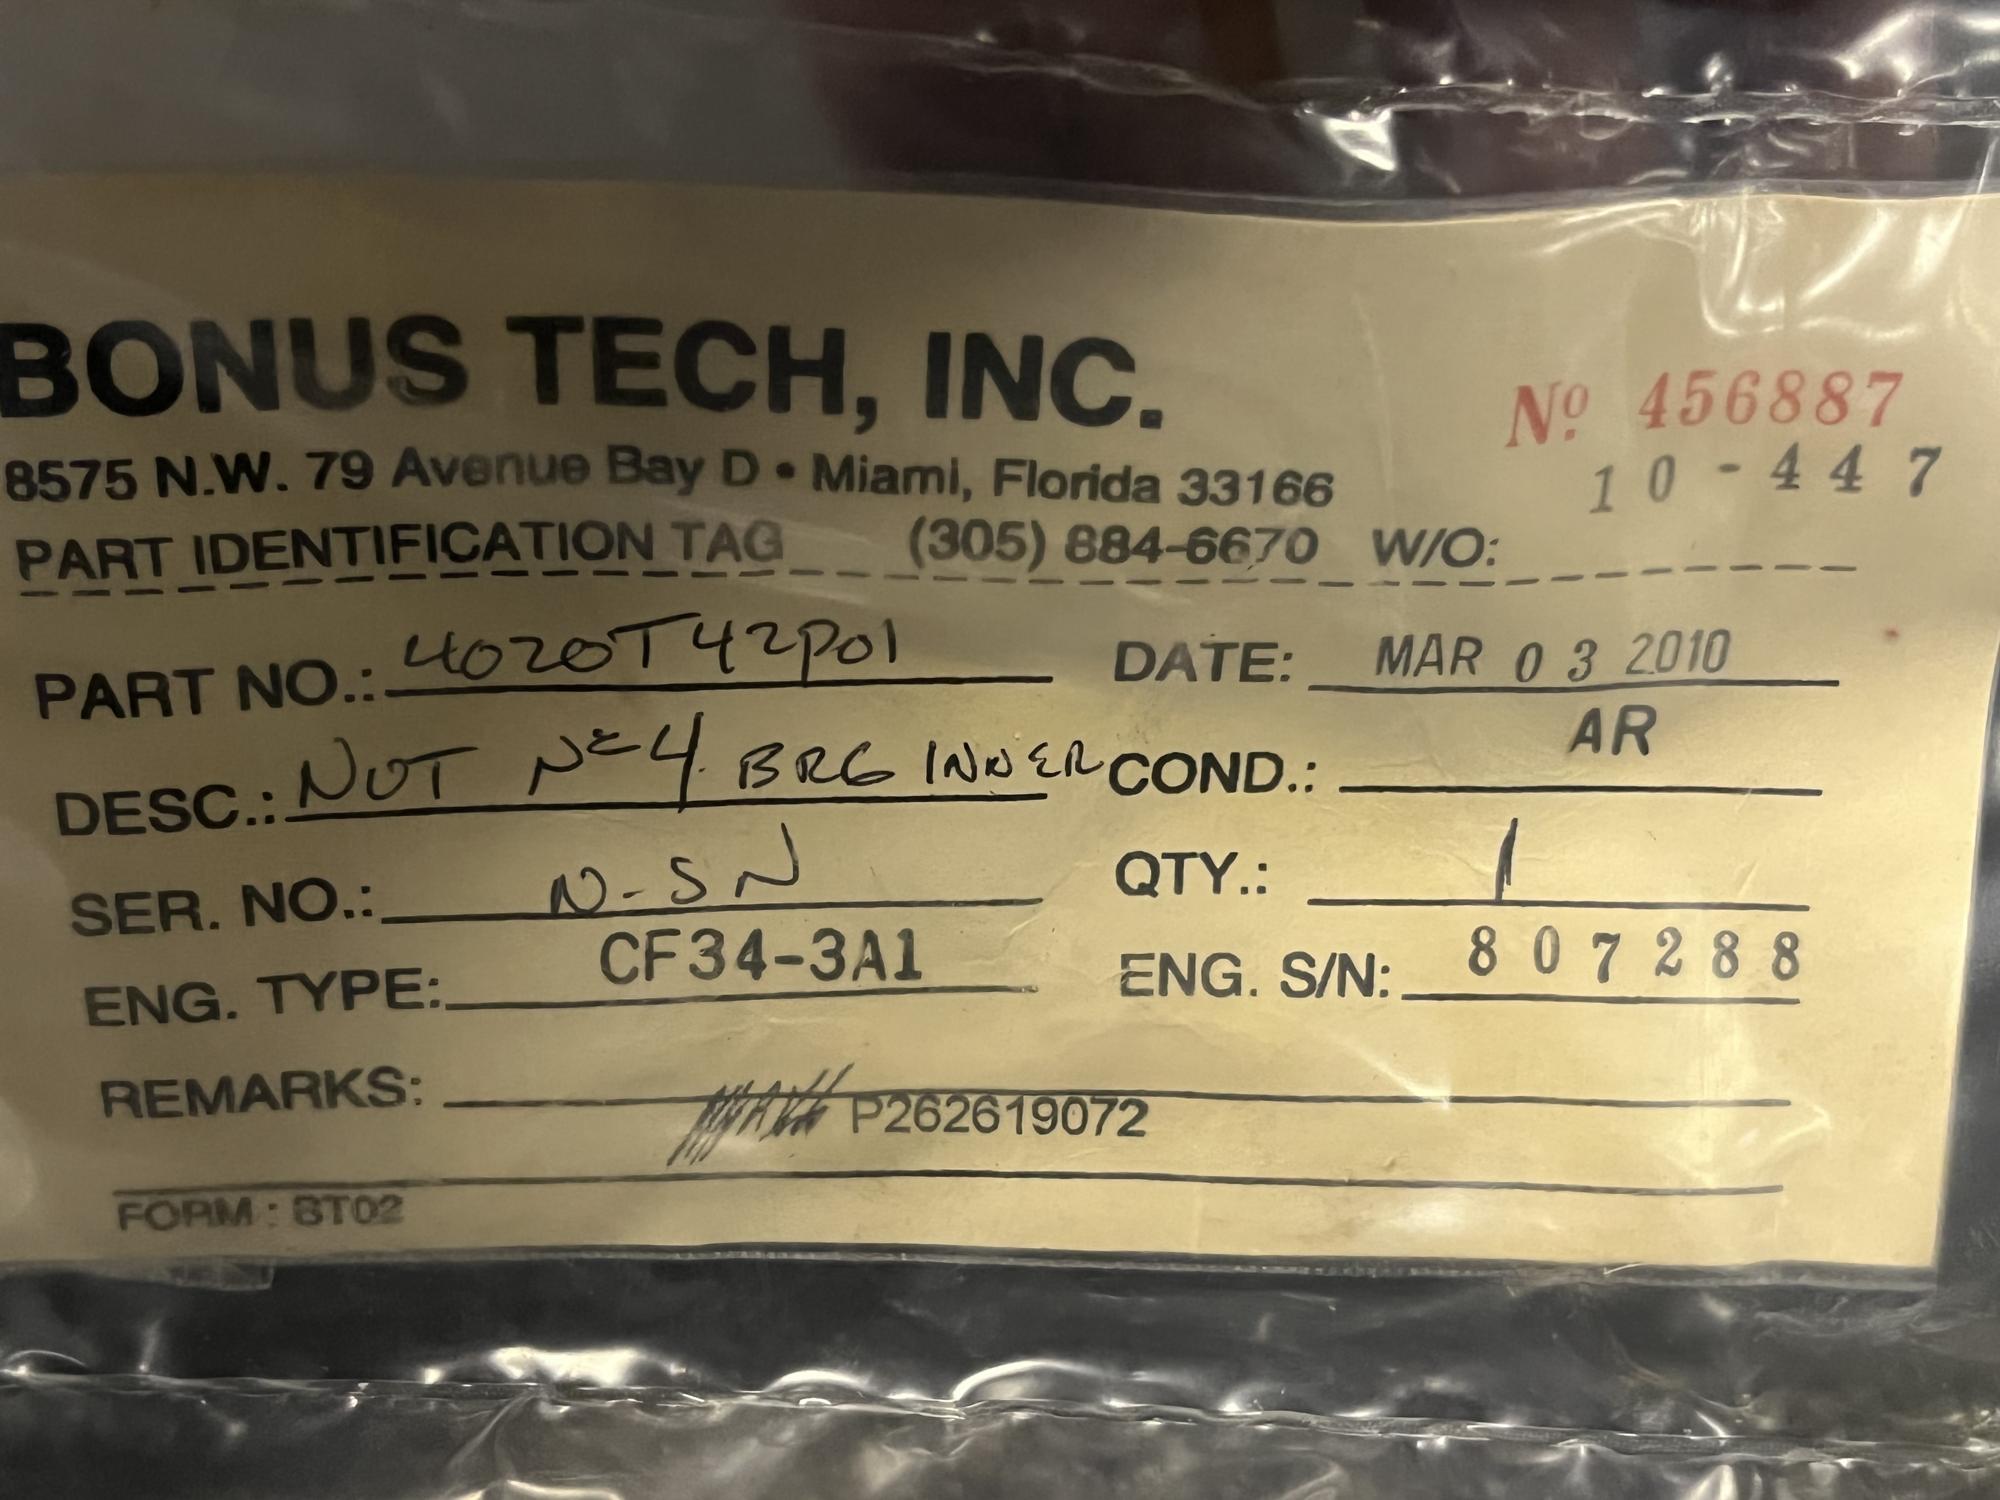 BONUS TECH, INC.
Nº 456887
8575 N.W. 79 Avenue Bay D • Miami, Florida 33166
10-447
PART IDENTIFICATION TAG (305) 884-6670 W/O:
PART NO.: 4020T42P01 DATE: MAR 03 2010
DESC.: NUT Nº4 BRG INNER COND.: AR
SER. NO.: N-SN QTY.: 1
ENG. TYPE: CF34-3A1 ENG. S/N: 807288
REMARKS:
P262619072
FORM: BT02